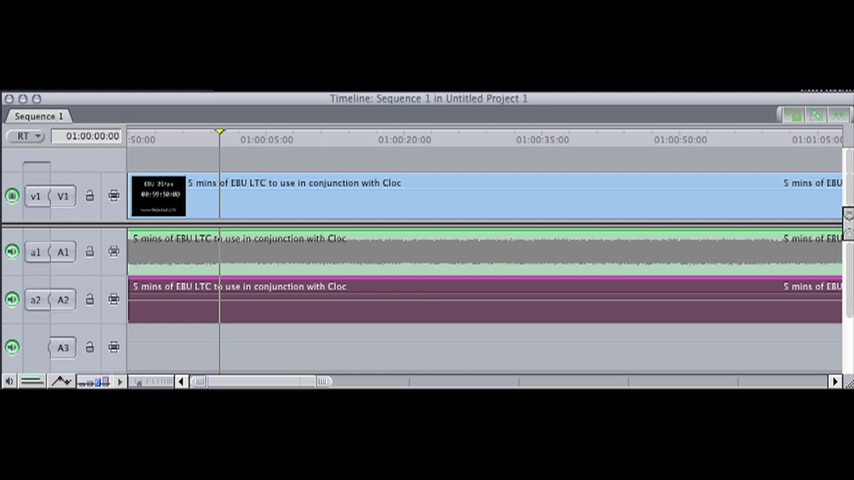 Timeline: Sequence 1 in Untitled Project 1
Sequence 1
RT
01:00:00:00
:50:00
01:00:05:00
01:00:20:00
01:00:35:00
01:00:50:00
01:01:05:00
v1 V1
00:59:50:00
5 mins of EBU LTC to use in conjunction with Cloc
5 mins of EBU
a1 A1
5 mins of EBU LTC to use in conjunction with Cloc
5 mins of EBU
a2 A2
5 mins of EBU LTC to use in conjunction with Cloc
5 mins of EBU
A3